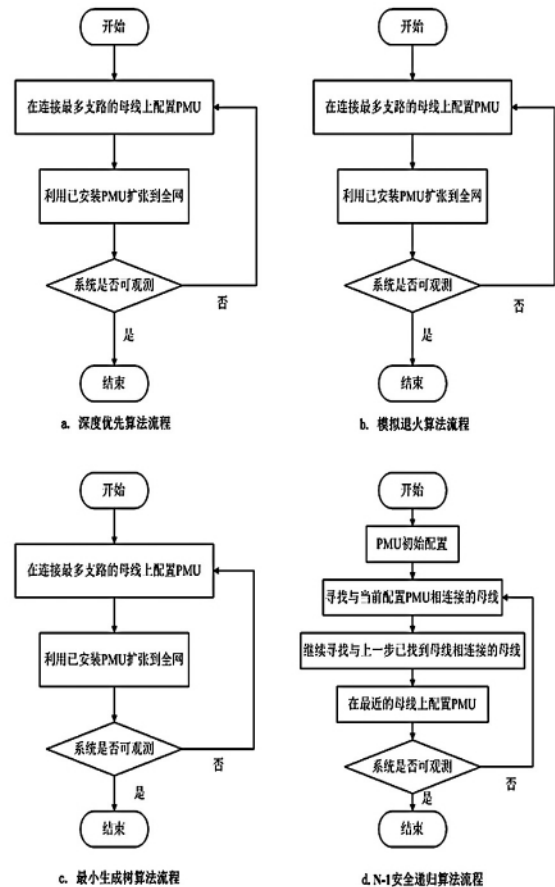 开始
在连接最多支路的母线上配置PMU
利用已安装PMU扩张到全网
系统是否可观测
否
是
结束
a. 深度优先算法流程
开始
在连接最多支路的母线上配置PMU
利用已安装PMU扩张到全网
系统是否可观测
否
是
结束
b. 模拟退火算法流程
开始
在连接最多支路的母线上配置PMU
利用已安装PMU扩张到全网
系统是否可观测
否
是
结束
c. 最小生成树算法流程
开始
PMU初始配置
寻找与当前配置PMU相连接的母线
继续寻找与上一步已找到母线相连接的母线
在最近的母线上配置PMU
系统是否可观测
否
是
结束
d. N-1安全递归算法流程